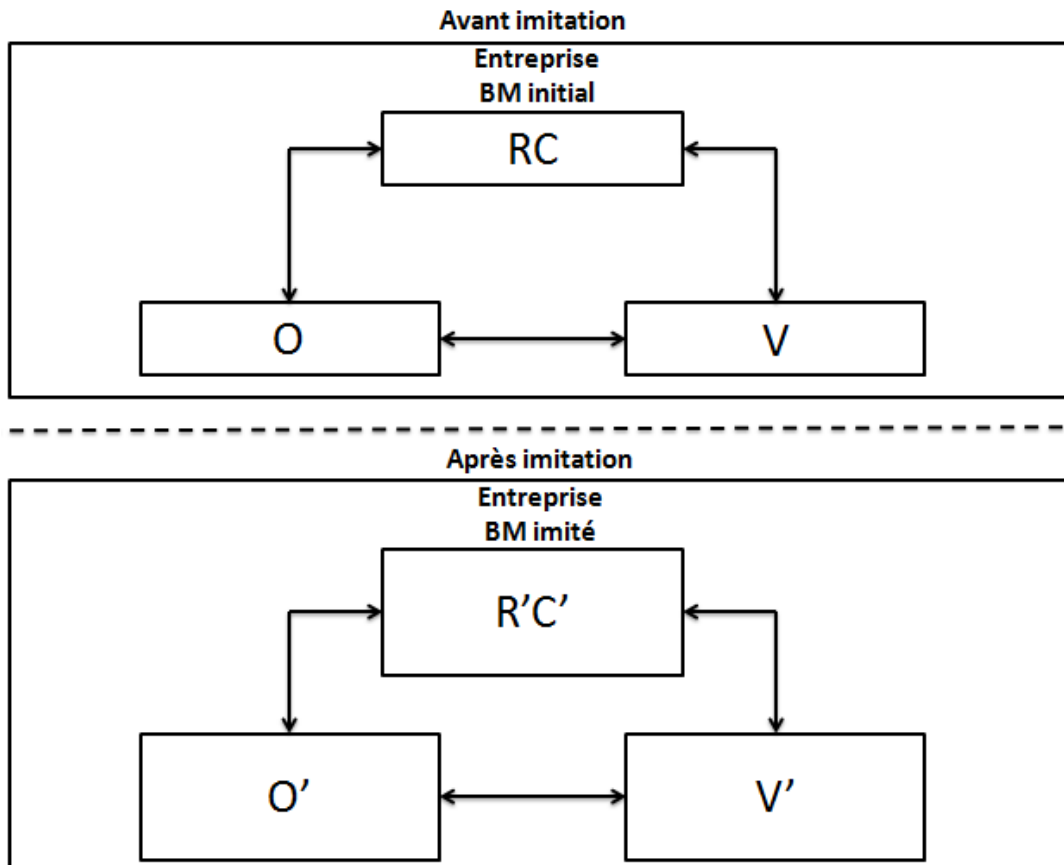 Avant imitation
Entreprise
BM initial
RC
O
V
Après imitation
Entreprise
BM imité
R’C’
O’
V’